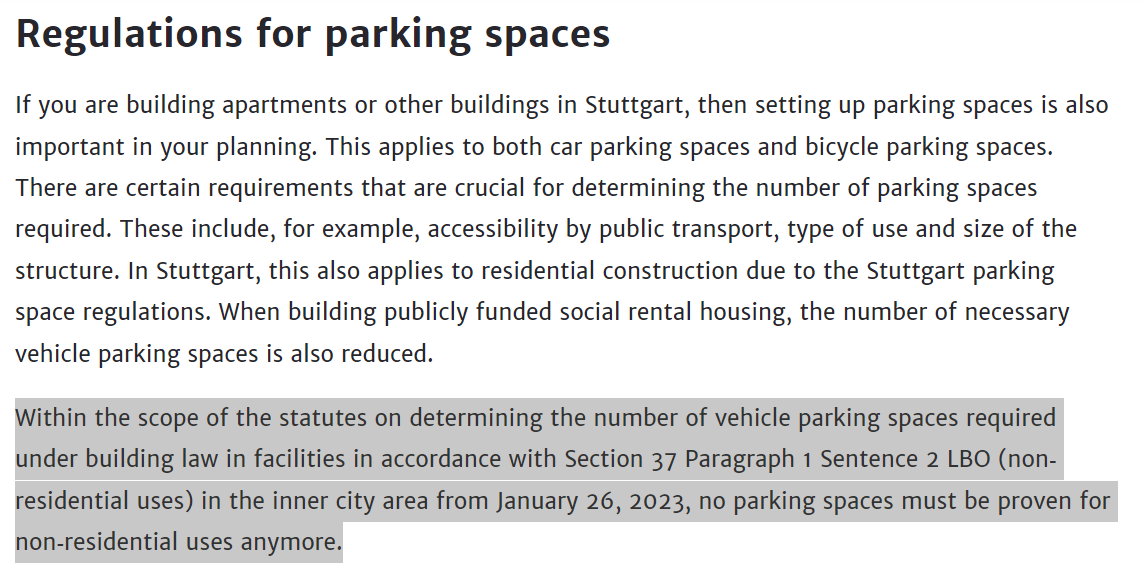 Regulations for parking spaces
If you are building apartments or other buildings in Stuttgart, then setting up parking spaces is also
important in your planning. This applies to both car parking spaces and bicycle parking spaces.
There are certain requirements that are crucial for determining the number of parking spaces
required. These include, for example, accessibility by public transport, type of use and size of the
structure. In Stuttgart, this also applies to residential construction due to the Stuttgart parking
space regulations. When building publicly funded social rental housing, the number of necessary
vehicle parking spaces is also reduced.
Within the scope of the statutes on determining the number of vehicle parking spaces required
under building law in facilities in accordance with Section 37 Paragraph 1 Sentence 2 LBO (non-
residential uses) in the inner city area from January 26, 2023, no parking spaces must be proven for
non-residential uses anymore.